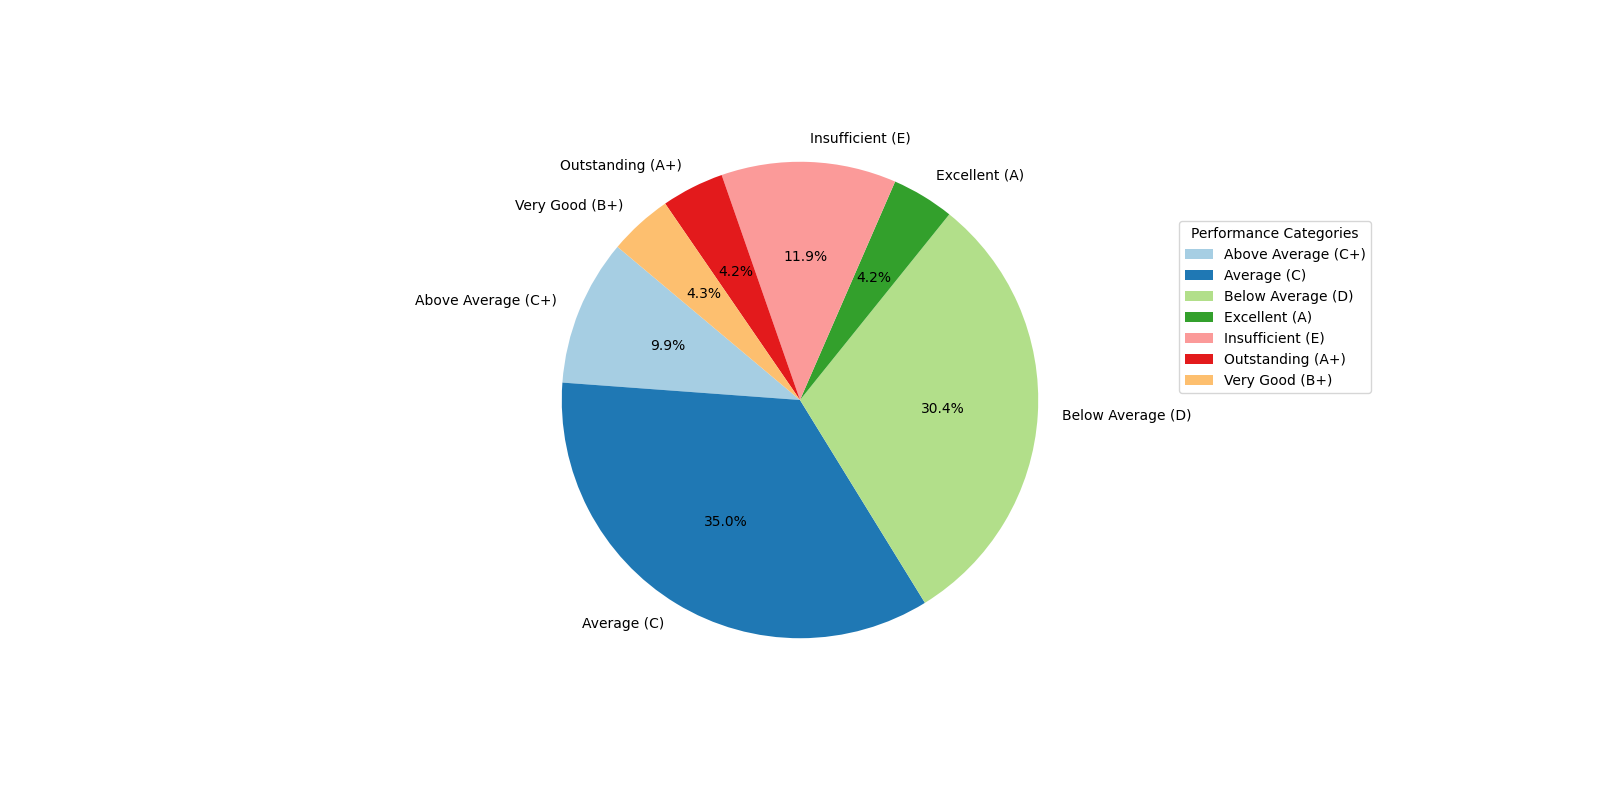 Insufficient (E)
Outstanding (A+)
Excellent (A)
Very Good (B+)
Above Average (C+)
Below Average (D)
Average (C)
11.9%
4.2%
4.2%
4.3%
9.9%
30.4%
35.0%
Performance Categories
Above Average (C+)
Average (C)
Below Average (D)
Excellent (A)
Insufficient (E)
Outstanding (A+)
Very Good (B+)